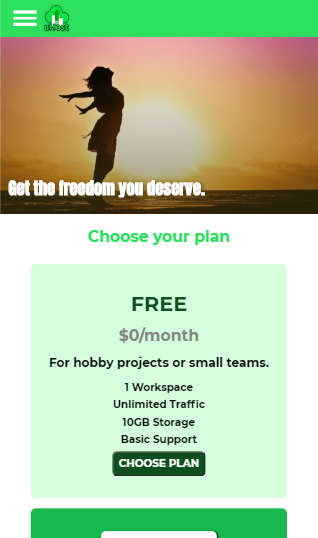 uHost
Get the freedom you deserve.
Choose your plan
FREE
$0/month
For hobby projects or small teams.
1 Workspace
Unlimited Traffic
10GB Storage
Basic Support
CHOOSE PLAN